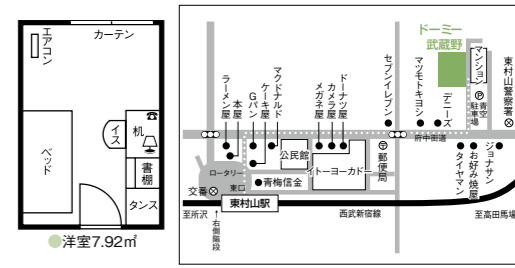 カーテン
エアコン
机
イス
ベッド
書棚
タンス
●洋室7.92㎡
ドーミー
武蔵野
マンション
P
青空
駐車場
東村山警察署
デニーズ
マツモトキヨシ
セブンイレブン
ドーナツ屋
カメラ屋
メガネ屋
マクドナルド
ケーキ屋
Gパン
本屋
ラーメン屋
府中街道
公民館
イトーヨーカドー
郵便局
ジョナサン
お好み焼屋
タイヤマン
ロータリー
東口
青梅信金
交番
東村山駅
至所沢
↑右側階段
西武新宿線
至高田馬場